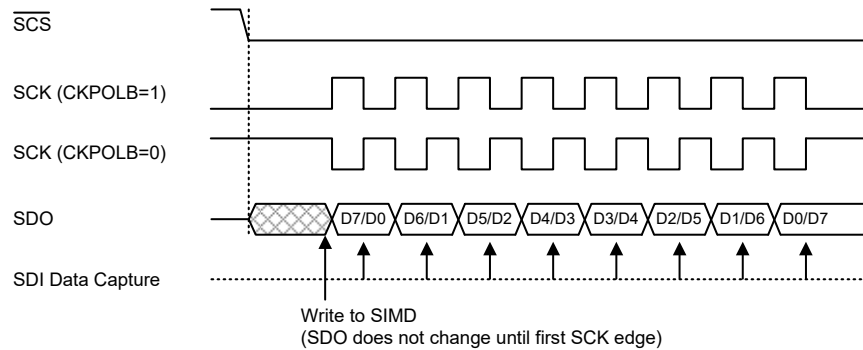 SCS
SCK (CKPOLB=1)
SCK (CKPOLB=0)
SDO
D7/D0 D6/D1 D5/D2 D4/D3 D3/D4 D2/D5 D1/D6 D0/D7
SDI Data Capture
Write to SIMD
(SDO does not change until first SCK edge)